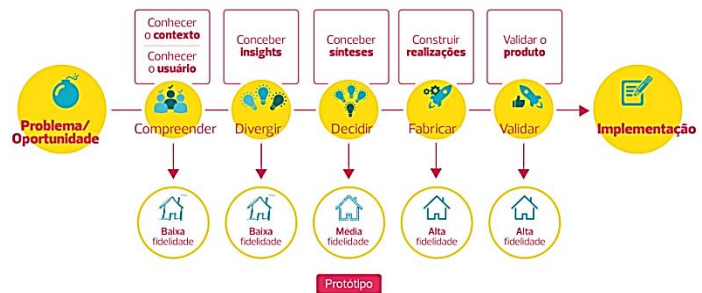 Conhecer
o contexto
Conhecer
o usuário
Conceber
insights
Conceber
sínteses
Construir
realizações
Validar o
produto
Problema/
Oportunidade
Compreender
Divergir
Decidir
Fabricar
Validar
Implementação
Baixa
fidelidade
Baixa
fidelidade
Média
fidelidade
Alta
fidelidade
Alta
fidelidade
Protótipo